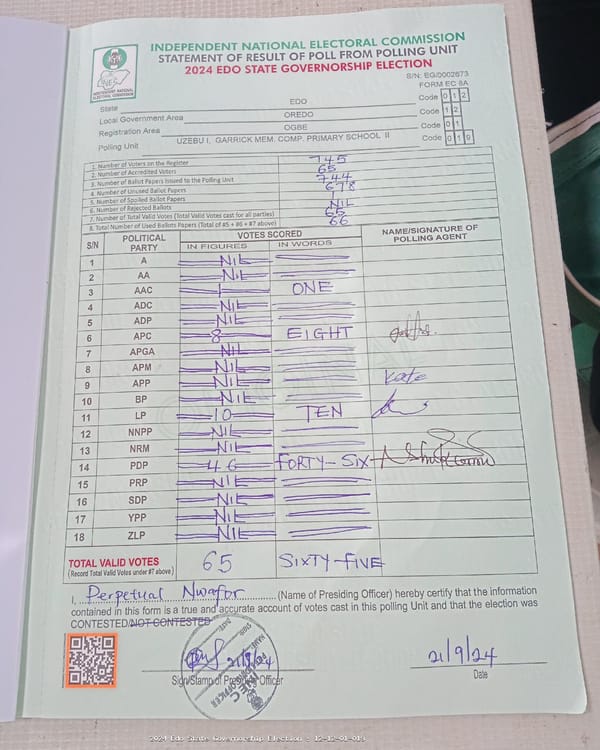 INDEPENDENT NATIONAL ELECTORAL COMMISSION
STATEMENT OF RESULT OF POLL FROM POLLING UNIT
2024 EDO STATE GOVERNORSHIP ELECTION
S/N: EG/0002673
FORM EC 8A
INEC
INDEPENDENT NATIONAL ELECTORAL COMMISSION
State EDO Code 0 1 2
Local Government Area OREDO Code 1 2
Registration Area OGBE Code 0 1
Polling Unit UZEBU I, GARRICK MEM. COMP. PRIMARY SCHOOL II Code 0 1 9
1. Number of Voters on the Register 745
2. Number of Accredited Voters 65
3. Number of Ballot Papers Issued to the Polling Unit 744
4. Number of Unused Ballot Papers 678
5. Number of Spoiled Ballot Papers 1
6. Number of Rejected Ballots NIL
7. Number of Total Valid Votes (Total Valid Votes cast for all parties) 65
8. Total Number of Used Ballots Papers (Total of #5 + #6 + #7 above) 66
S/N POLITICAL PARTY VOTES SCORED NAME/SIGNATURE OF POLLING AGENT
IN FIGURES IN WORDS
1 A NIL
2 AA NIL
3 AAC 1 ONE
4 ADC NIL
5 ADP NIL
6 APC 8 EIGHT
7 APGA NIL
8 APM NIL
9 APP NIL Kate
10 BP NIL
11 LP 10 TEN
12 NNPP NIL
13 NRM NIL
14 PDP 46 FORTY-SIX
15 PRP NIL
16 SDP NIL
17 YPP NIL
18 ZLP NIL
TOTAL VALID VOTES 65 SIXTY-FIVE
(Record Total Valid Votes under #7 above)
I, Perpetual Nwafor (Name of Presiding Officer) hereby certify that the information
contained in this form is a true and accurate account of votes cast in this polling Unit and that the election was
CONTESTED/NOT CONTESTED
21/9/24 21/9/24
Sign/Stamp of Presiding Officer Date
2024 Edo State Governorship Election : 12-12-01-019